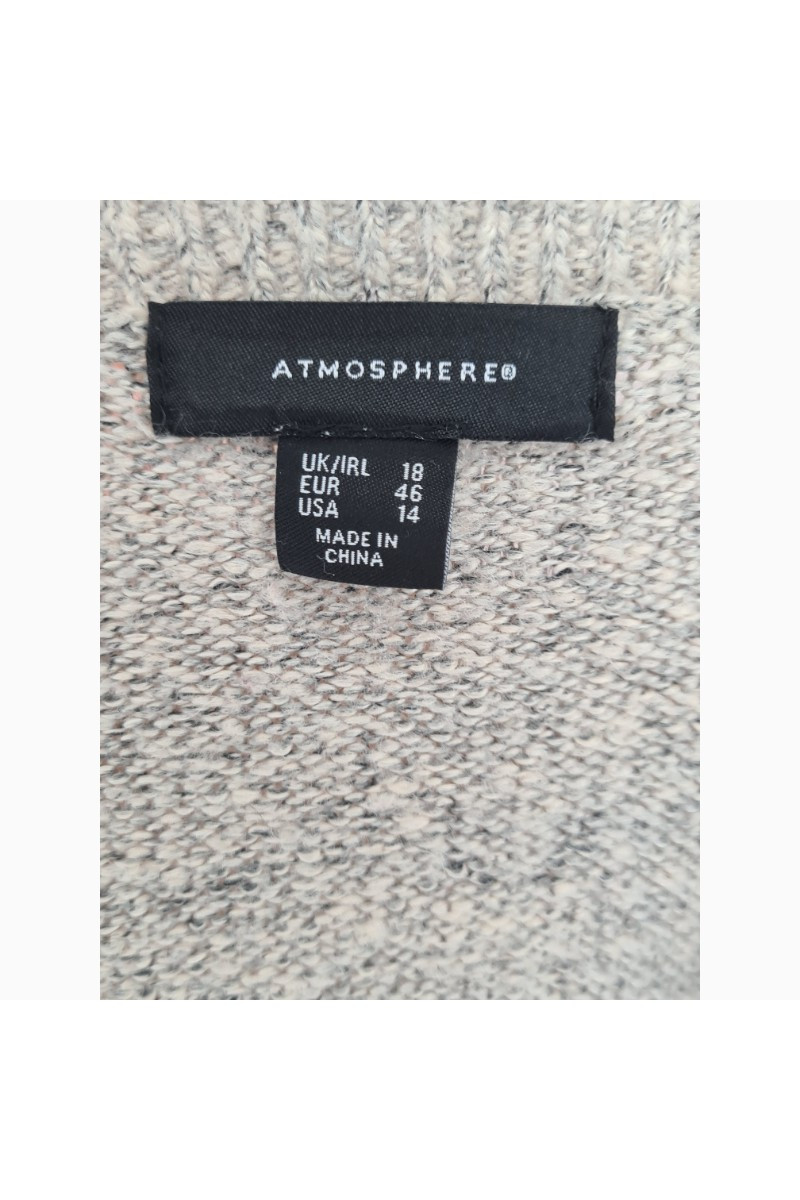 ATMOSPHERE®
UK/IRL 18
EUR 46
USA 14
MADE IN
CHINA